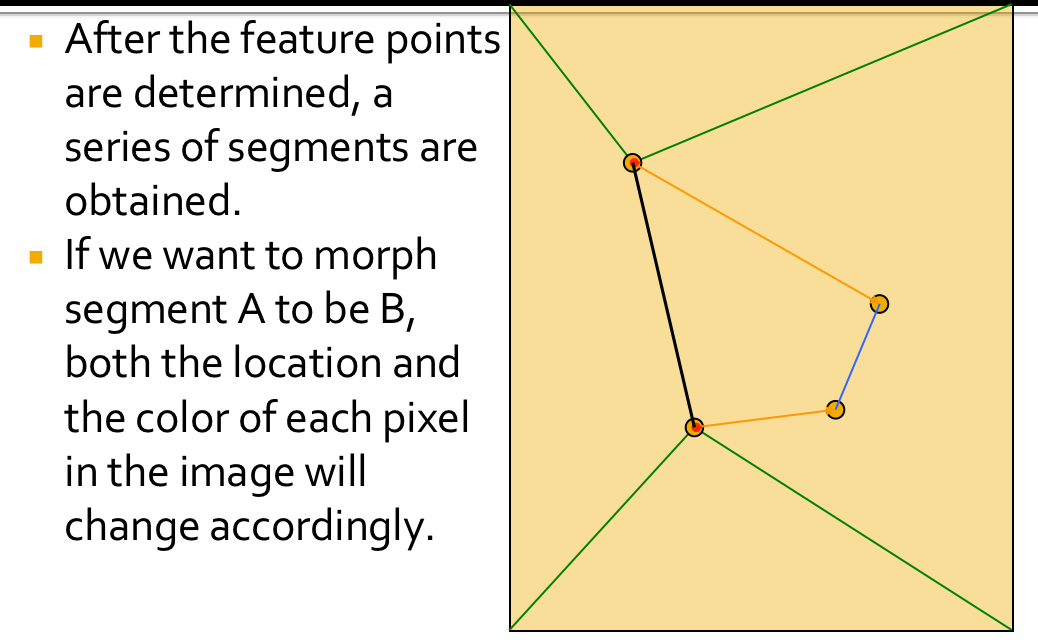 After the feature points
are determined, a
series of segments are
obtained.
If we want to morph
segment A to be B,
both the location and
the color of each pixel
in the image will
change accordingly.